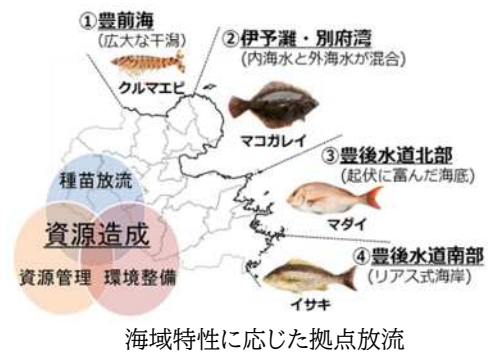 ①豊前海
(広大な干潟)
クルマエビ
②伊予灘・別府湾
(内海水と外海水が混合)
マコガレイ
③豊後水道北部
(起伏に富んだ海底)
マダイ
④豊後水道南部
(リアス式海岸)
イサキ
種苗放流
資源造成
資源管理 環境整備
海域特性に応じた拠点放流